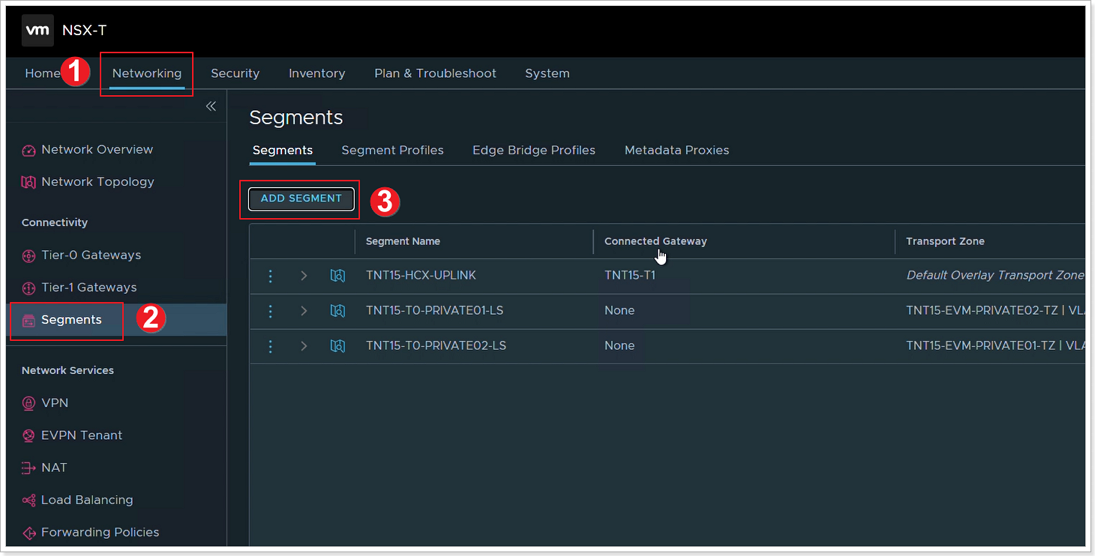 vm NSX-T
Home 1 Networking Security Inventory Plan & Troubleshoot System
Network Overview
Network Topology
Connectivity
Tier-0 Gateways
Tier-1 Gateways
Segments 2
Network Services
VPN
EVPN Tenant
NAT
Load Balancing
Forwarding Policies
Segments
Segments Segment Profiles Edge Bridge Profiles Metadata Proxies
ADD SEGMENT 3
Segment Name Connected Gateway Transport Zone
TNT15-HCX-UPLINK TNT15-T1 Default Overlay Transport Zone
TNT15-T0-PRIVATE01-LS None TNT15-EVM-PRIVATE02-TZ | VLA
TNT15-T0-PRIVATE02-LS None TNT15-EVM-PRIVATE01-TZ | VLA